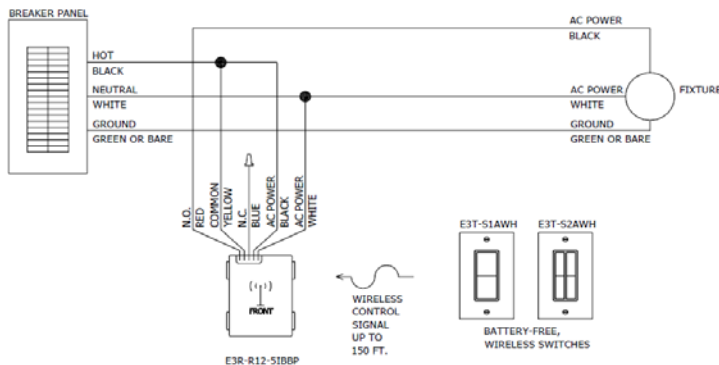 BREAKER PANEL
AC POWER
BLACK
HOT
BLACK
NEUTRAL
WHITE
AC POWER
WHITE
FIXTURE
GROUND
GREEN OR BARE
GROUND
GREEN OR BARE
N.O.
RED
COMMON
YELLOW
N.C.
BLUE
AC POWER
BLACK
AC POWER
WHITE
E3T-S1AWH
E3T-S2AWH
FRONT
WIRELESS
CONTROL
SIGNAL
UP TO
150 FT.
BATTERY-FREE,
WIRELESS SWITCHES
E3R-R12-5IBBP